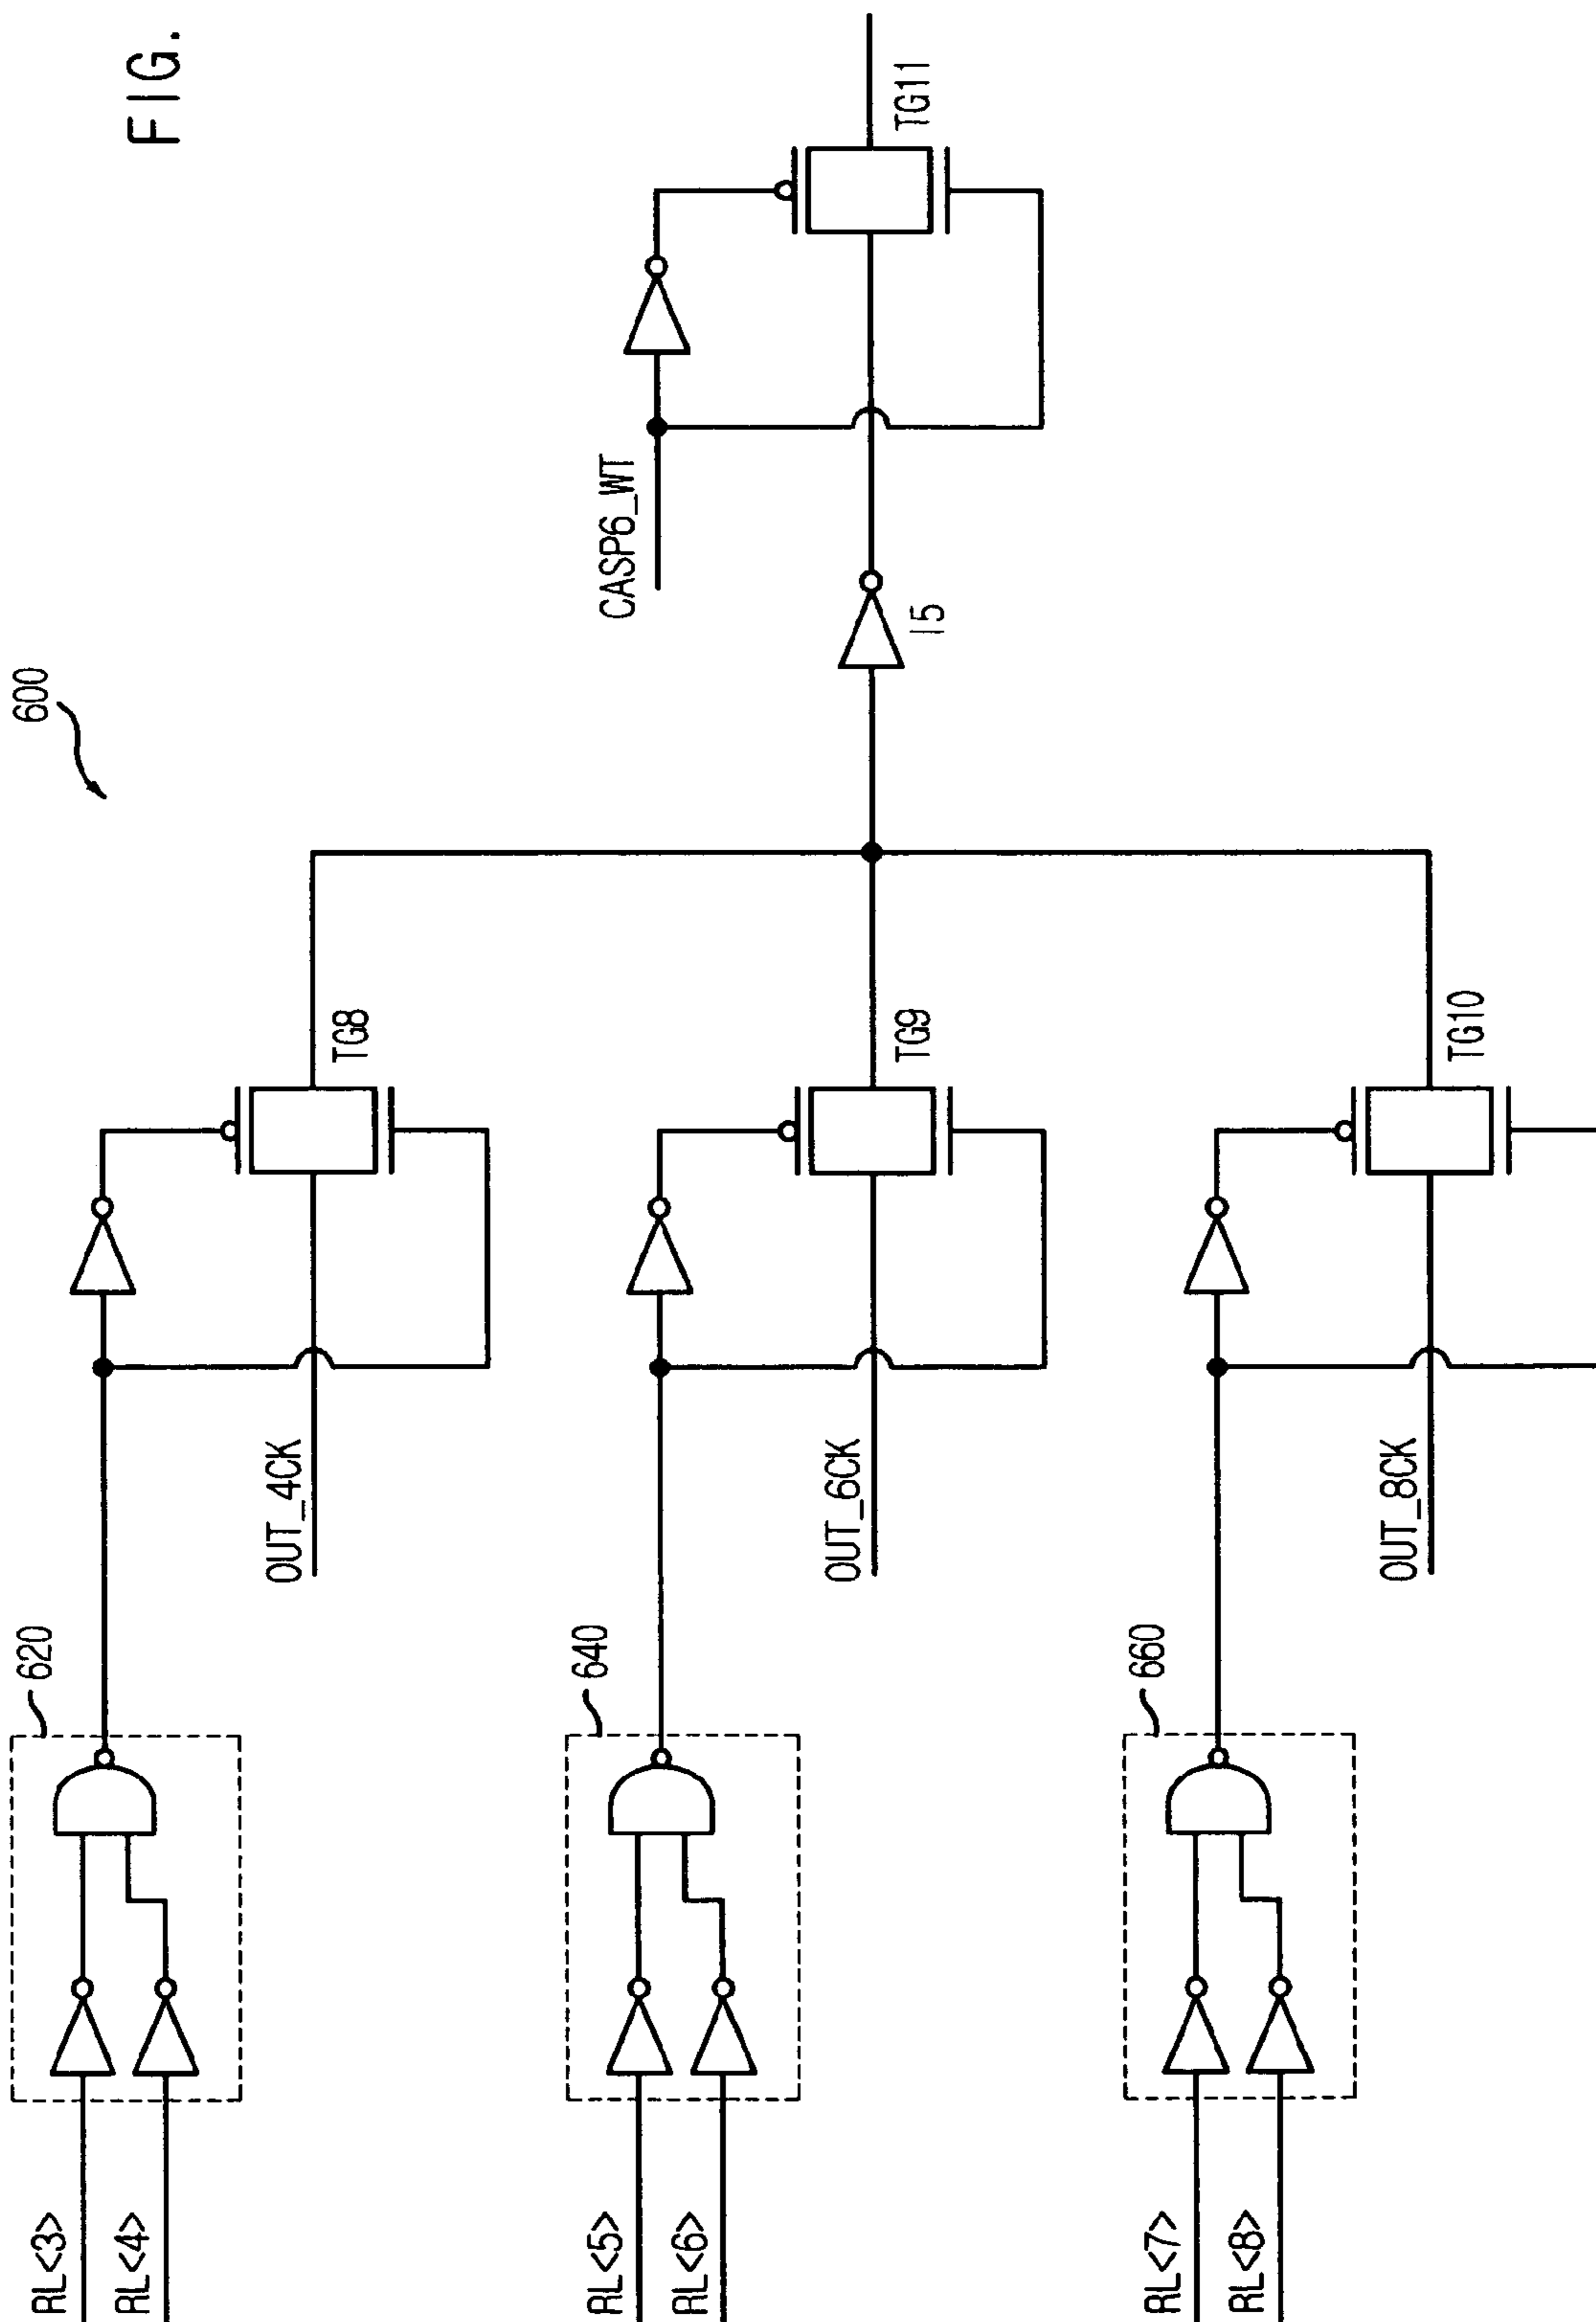 FIG.
600
RL<3>
RL<4>
620
OUT_4CK
TG8
RL<5>
RL<6>
640
OUT_6CK
TG9
I5
CASP6_WT
TG11
RL<7>
RL<8>
660
OUT_8CK
TG10